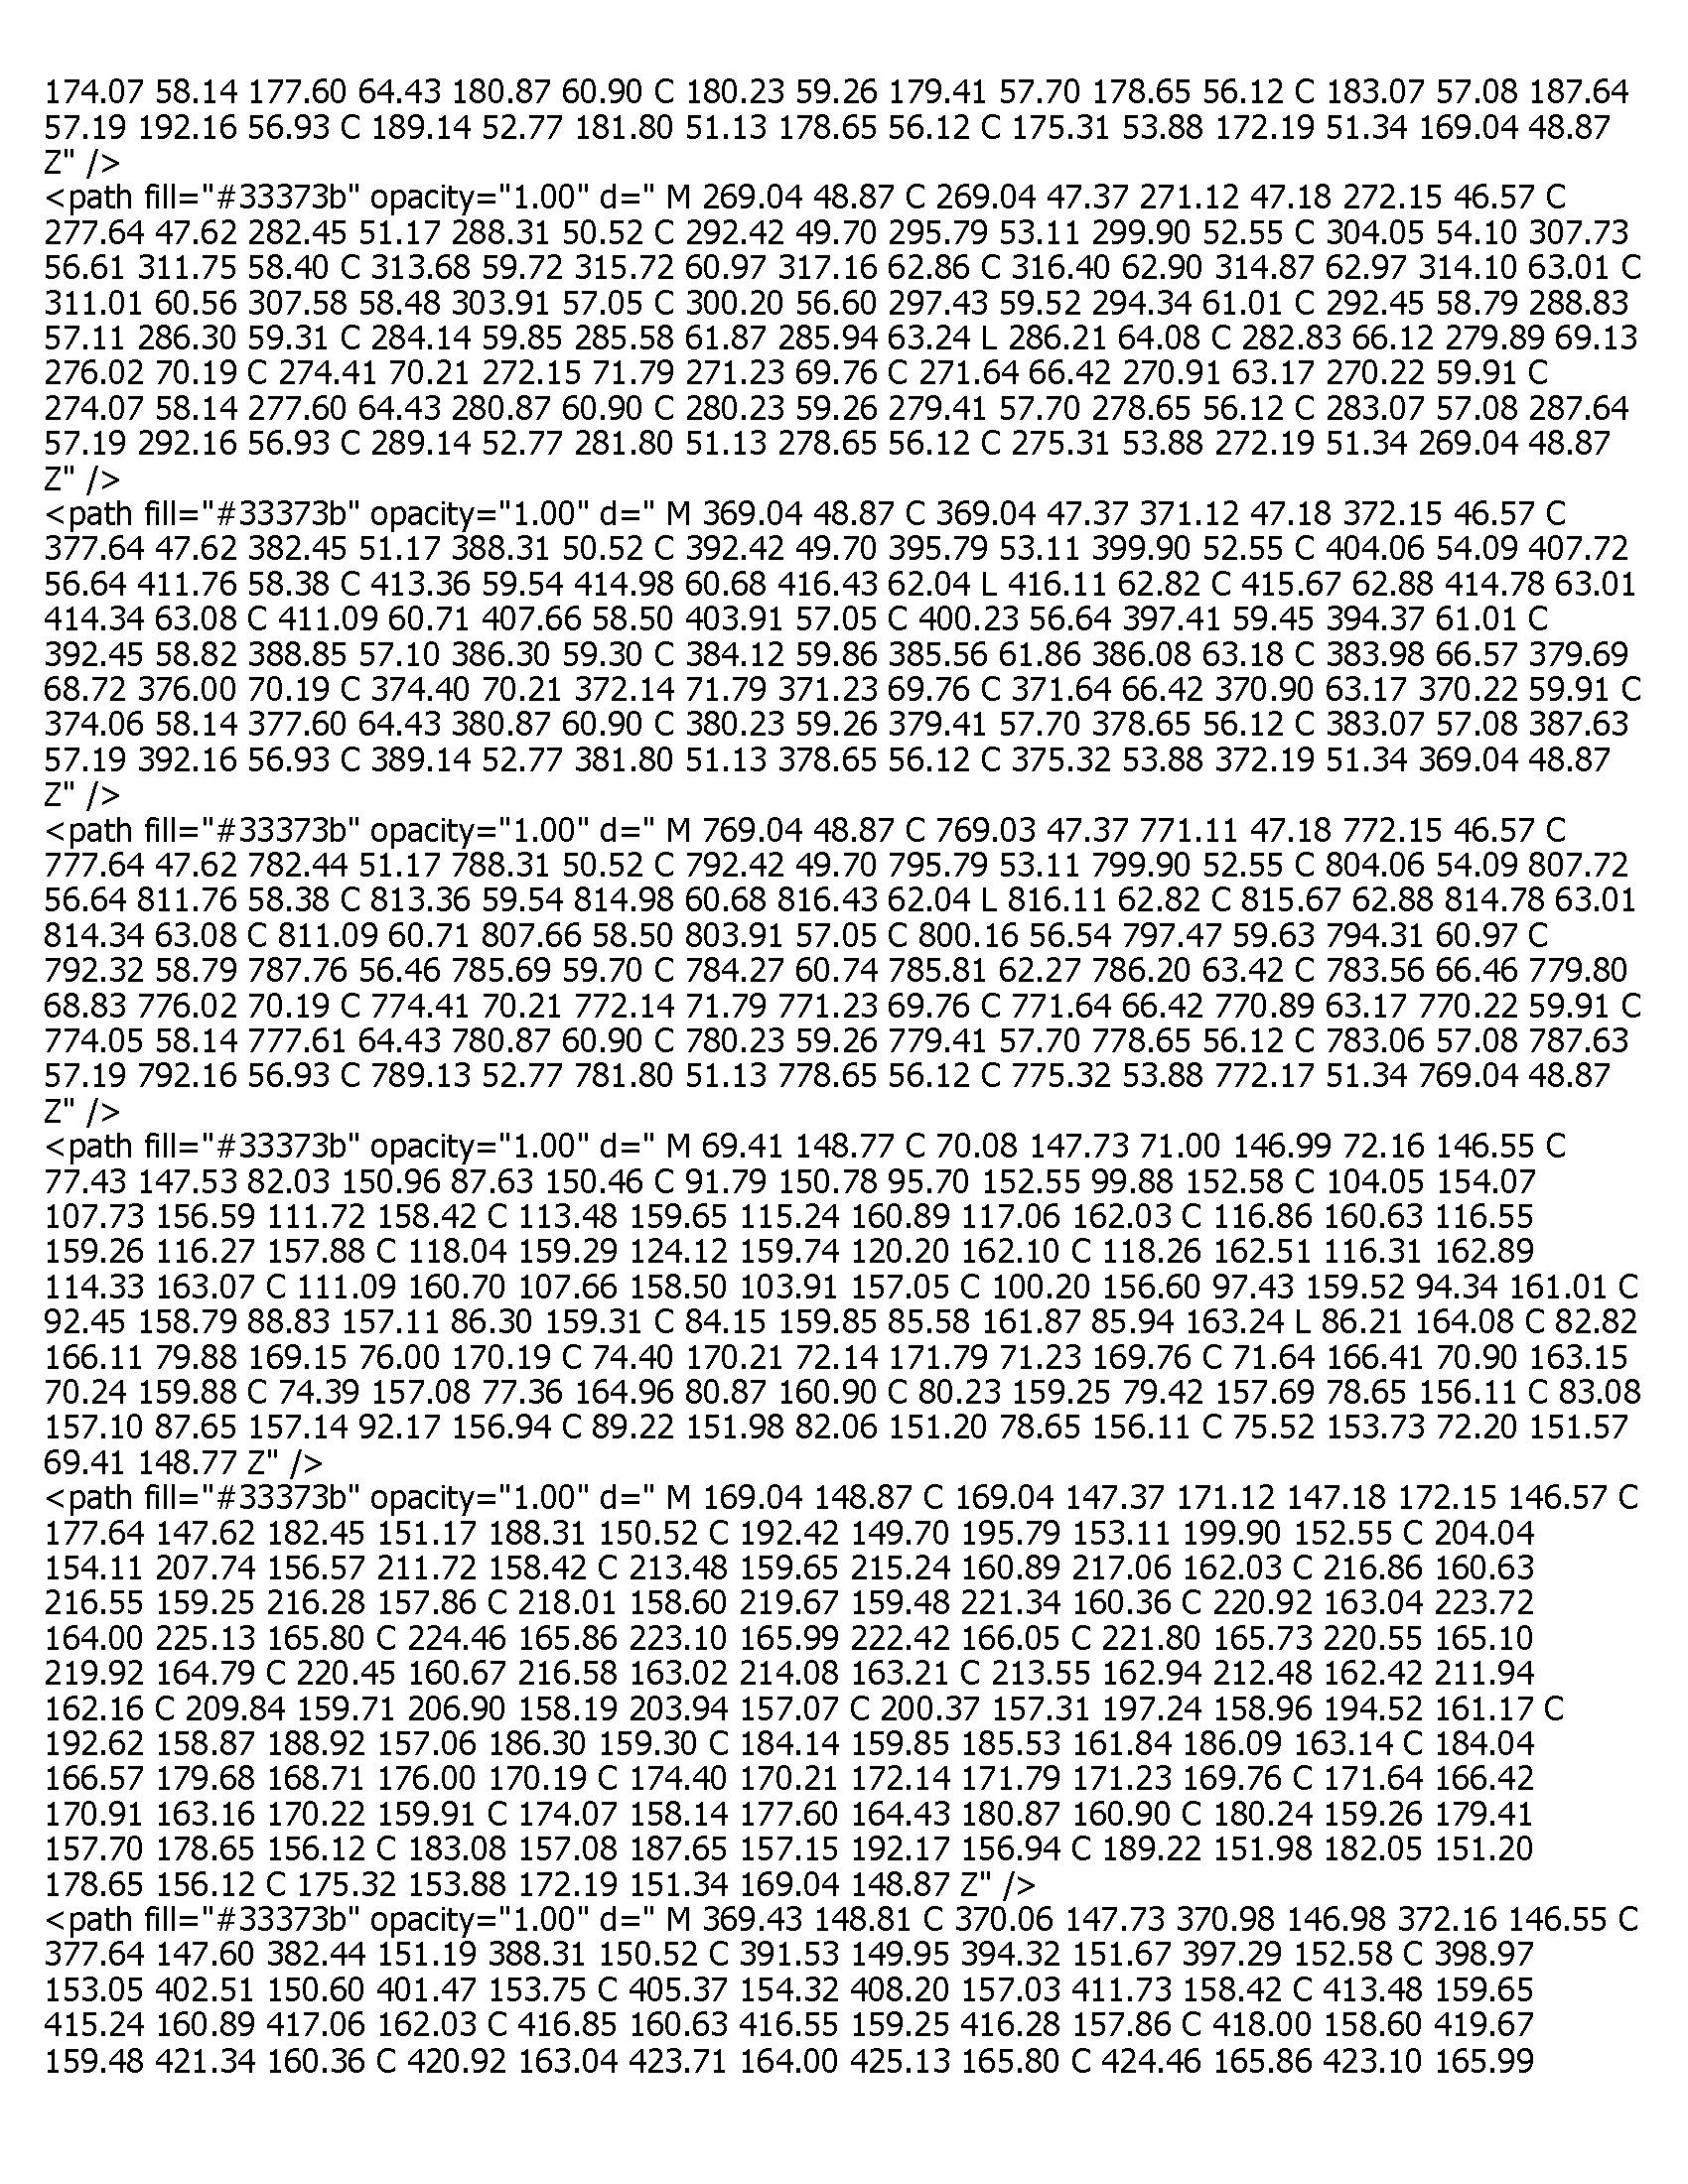 174.07 58.14 177.60 64.43 180.87 60.90 C 180.23 59.26 179.41 57.70 178.65 56.12 C 183.07 57.08 187.64
57.19 192.16 56.93 C 189.14 52.77 181.80 51.13 178.65 56.12 C 175.31 53.88 172.19 51.34 169.04 48.87
Z" />
<path fill="#33373b" opacity="1.00" d=" M 269.04 48.87 C 269.04 47.37 271.12 47.18 272.15 46.57 C
277.64 47.62 282.45 51.17 288.31 50.52 C 292.42 49.70 295.79 53.11 299.90 52.55 C 304.05 54.10 307.73
56.61 311.75 58.40 C 313.68 59.72 315.72 60.97 317.16 62.86 C 316.40 62.90 314.87 62.97 314.10 63.01 C
311.01 60.56 307.58 58.48 303.91 57.05 C 300.20 56.60 297.43 59.52 294.34 61.01 C 292.45 58.79 288.83
57.11 286.30 59.31 C 284.14 59.85 285.58 61.87 285.94 63.24 L 286.21 64.08 C 282.83 66.12 279.89 69.13
276.02 70.19 C 274.41 70.21 272.15 71.79 271.23 69.76 C 271.64 66.42 270.91 63.17 270.22 59.91 C
274.07 58.14 277.60 64.43 280.87 60.90 C 280.23 59.26 279.41 57.70 278.65 56.12 C 283.07 57.08 287.64
57.19 292.16 56.93 C 289.14 52.77 281.80 51.13 278.65 56.12 C 275.31 53.88 272.19 51.34 269.04 48.87
Z" />
<path fill="#33373b" opacity="1.00" d=" M 369.04 48.87 C 369.04 47.37 371.12 47.18 372.15 46.57 C
377.64 47.62 382.45 51.17 388.31 50.52 C 392.42 49.70 395.79 53.11 399.90 52.55 C 404.06 54.09 407.72
56.64 411.76 58.38 C 413.36 59.54 414.98 60.68 416.43 62.04 L 416.11 62.82 C 415.67 62.88 414.78 63.01
414.34 63.08 C 411.09 60.71 407.66 58.50 403.91 57.05 C 400.23 56.64 397.41 59.45 394.37 61.01 C
392.45 58.82 388.85 57.10 386.30 59.30 C 384.12 59.86 385.56 61.86 386.08 63.18 C 383.98 66.57 379.69
68.72 376.00 70.19 C 374.40 70.21 372.14 71.79 371.23 69.76 C 371.64 66.42 370.90 63.17 370.22 59.91 C
374.06 58.14 377.60 64.43 380.87 60.90 C 380.23 59.26 379.41 57.70 378.65 56.12 C 383.07 57.08 387.63
57.19 392.16 56.93 C 389.14 52.77 381.80 51.13 378.65 56.12 C 375.32 53.88 372.19 51.34 369.04 48.87
Z" />
<path fill="#33373b" opacity="1.00" d=" M 769.04 48.87 C 769.03 47.37 771.11 47.18 772.15 46.57 C
777.64 47.62 782.44 51.17 788.31 50.52 C 792.42 49.70 795.79 53.11 799.90 52.55 C 804.06 54.09 807.72
56.64 811.76 58.38 C 813.36 59.54 814.98 60.68 816.43 62.04 L 816.11 62.82 C 815.67 62.88 814.78 63.01
814.34 63.08 C 811.09 60.71 807.66 58.50 803.91 57.05 C 800.16 56.54 797.47 59.63 794.31 60.97 C
792.32 58.79 787.76 56.46 785.69 59.70 C 784.27 60.74 785.81 62.27 786.20 63.42 C 783.56 66.46 779.80
68.83 776.02 70.19 C 774.41 70.21 772.14 71.79 771.23 69.76 C 771.64 66.42 770.89 63.17 770.22 59.91 C
774.05 58.14 777.61 64.43 780.87 60.90 C 780.23 59.26 779.41 57.70 778.65 56.12 C 783.06 57.08 787.63
57.19 792.16 56.93 C 789.13 52.77 781.80 51.13 778.65 56.12 C 775.32 53.88 772.17 51.34 769.04 48.87
Z" />
<path fill="#33373b" opacity="1.00" d=" M 69.41 148.77 C 70.08 147.73 71.00 146.99 72.16 146.55 C
77.43 147.53 82.03 150.96 87.63 150.46 C 91.79 150.78 95.70 152.55 99.88 152.58 C 104.05 154.07
107.73 156.59 111.72 158.42 C 113.48 159.65 115.24 160.89 117.06 162.03 C 116.86 160.63 116.55
159.26 116.27 157.88 C 118.04 159.29 124.12 159.74 120.20 162.10 C 118.26 162.51 116.31 162.89
114.33 163.07 C 111.09 160.70 107.66 158.50 103.91 157.05 C 100.20 156.60 97.43 159.52 94.34 161.01 C
92.45 158.79 88.83 157.11 86.30 159.31 C 84.15 159.85 85.58 161.87 85.94 163.24 L 86.21 164.08 C 82.82
166.11 79.88 169.15 76.00 170.19 C 74.40 170.21 72.14 171.79 71.23 169.76 C 71.64 166.41 70.90 163.15
70.24 159.88 C 74.39 157.08 77.36 164.96 80.87 160.90 C 80.23 159.25 79.42 157.69 78.65 156.11 C 83.08
157.10 87.65 157.14 92.17 156.94 C 89.22 151.98 82.06 151.20 78.65 156.11 C 75.52 153.73 72.20 151.57
69.41 148.77 Z" />
<path fill="#33373b" opacity="1.00" d=" M 169.04 148.87 C 169.04 147.37 171.12 147.18 172.15 146.57 C
177.64 147.62 182.45 151.17 188.31 150.52 C 192.42 149.70 195.79 153.11 199.90 152.55 C 204.04
154.11 207.74 156.57 211.72 158.42 C 213.48 159.65 215.24 160.89 217.06 162.03 C 216.86 160.63
216.55 159.25 216.28 157.86 C 218.01 158.60 219.67 159.48 221.34 160.36 C 220.92 163.04 223.72
164.00 225.13 165.80 C 224.46 165.86 223.10 165.99 222.42 166.05 C 221.80 165.73 220.55 165.10
219.92 164.79 C 220.45 160.67 216.58 163.02 214.08 163.21 C 213.55 162.94 212.48 162.42 211.94
162.16 C 209.84 159.71 206.90 158.19 203.94 157.07 C 200.37 157.31 197.24 158.96 194.52 161.17 C
192.62 158.87 188.92 157.06 186.30 159.30 C 184.14 159.85 185.53 161.84 186.09 163.14 C 184.04
166.57 179.68 168.71 176.00 170.19 C 174.40 170.21 172.14 171.79 171.23 169.76 C 171.64 166.42
170.91 163.16 170.22 159.91 C 174.07 158.14 177.60 164.43 180.87 160.90 C 180.24 159.26 179.41
157.70 178.65 156.12 C 183.08 157.08 187.65 157.15 192.17 156.94 C 189.22 151.98 182.05 151.20
178.65 156.12 C 175.32 153.88 172.19 151.34 169.04 148.87 Z" />
<path fill="#33373b" opacity="1.00" d=" M 369.43 148.81 C 370.06 147.73 370.98 146.98 372.16 146.55 C
377.64 147.60 382.44 151.19 388.31 150.52 C 391.53 149.95 394.32 151.67 397.29 152.58 C 398.97
153.05 402.51 150.60 401.47 153.75 C 405.37 154.32 408.20 157.03 411.73 158.42 C 413.48 159.65
415.24 160.89 417.06 162.03 C 416.85 160.63 416.55 159.25 416.28 157.86 C 418.00 158.60 419.67
159.48 421.34 160.36 C 420.92 163.04 423.71 164.00 425.13 165.80 C 424.46 165.86 423.10 165.99